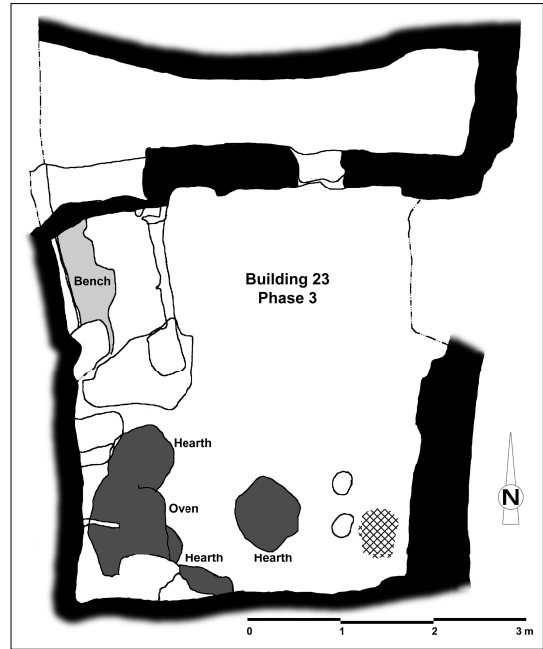 Building 23
Phase 3
Bench
Hearth
Oven
Hearth
Hearth
N
0 1 2 3 m